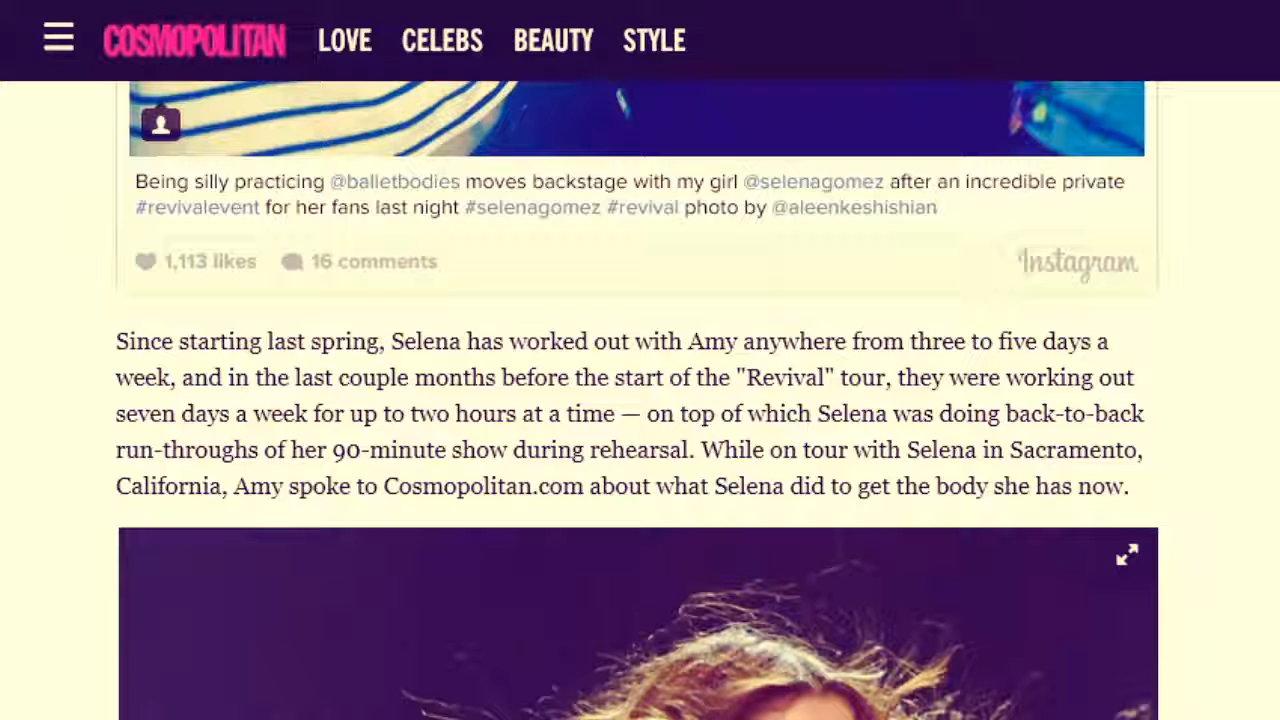 COSMOPOLITAN LOVE CELEBS BEAUTY STYLE
Being silly practicing @balletbodies moves backstage with my girl @selenagomez after an incredible private
#revivalevent for her fans last night #selenagomez #revival photo by @aleenkeshishian
1,113 likes 16 comments Instagram
Since starting last spring, Selena has worked out with Amy anywhere from three to five days a
week, and in the last couple months before the start of the "Revival" tour, they were working out
seven days a week for up to two hours at a time — on top of which Selena was doing back-to-back
run-throughs of her 90-minute show during rehearsal. While on tour with Selena in Sacramento,
California, Amy spoke to Cosmopolitan.com about what Selena did to get the body she has now.